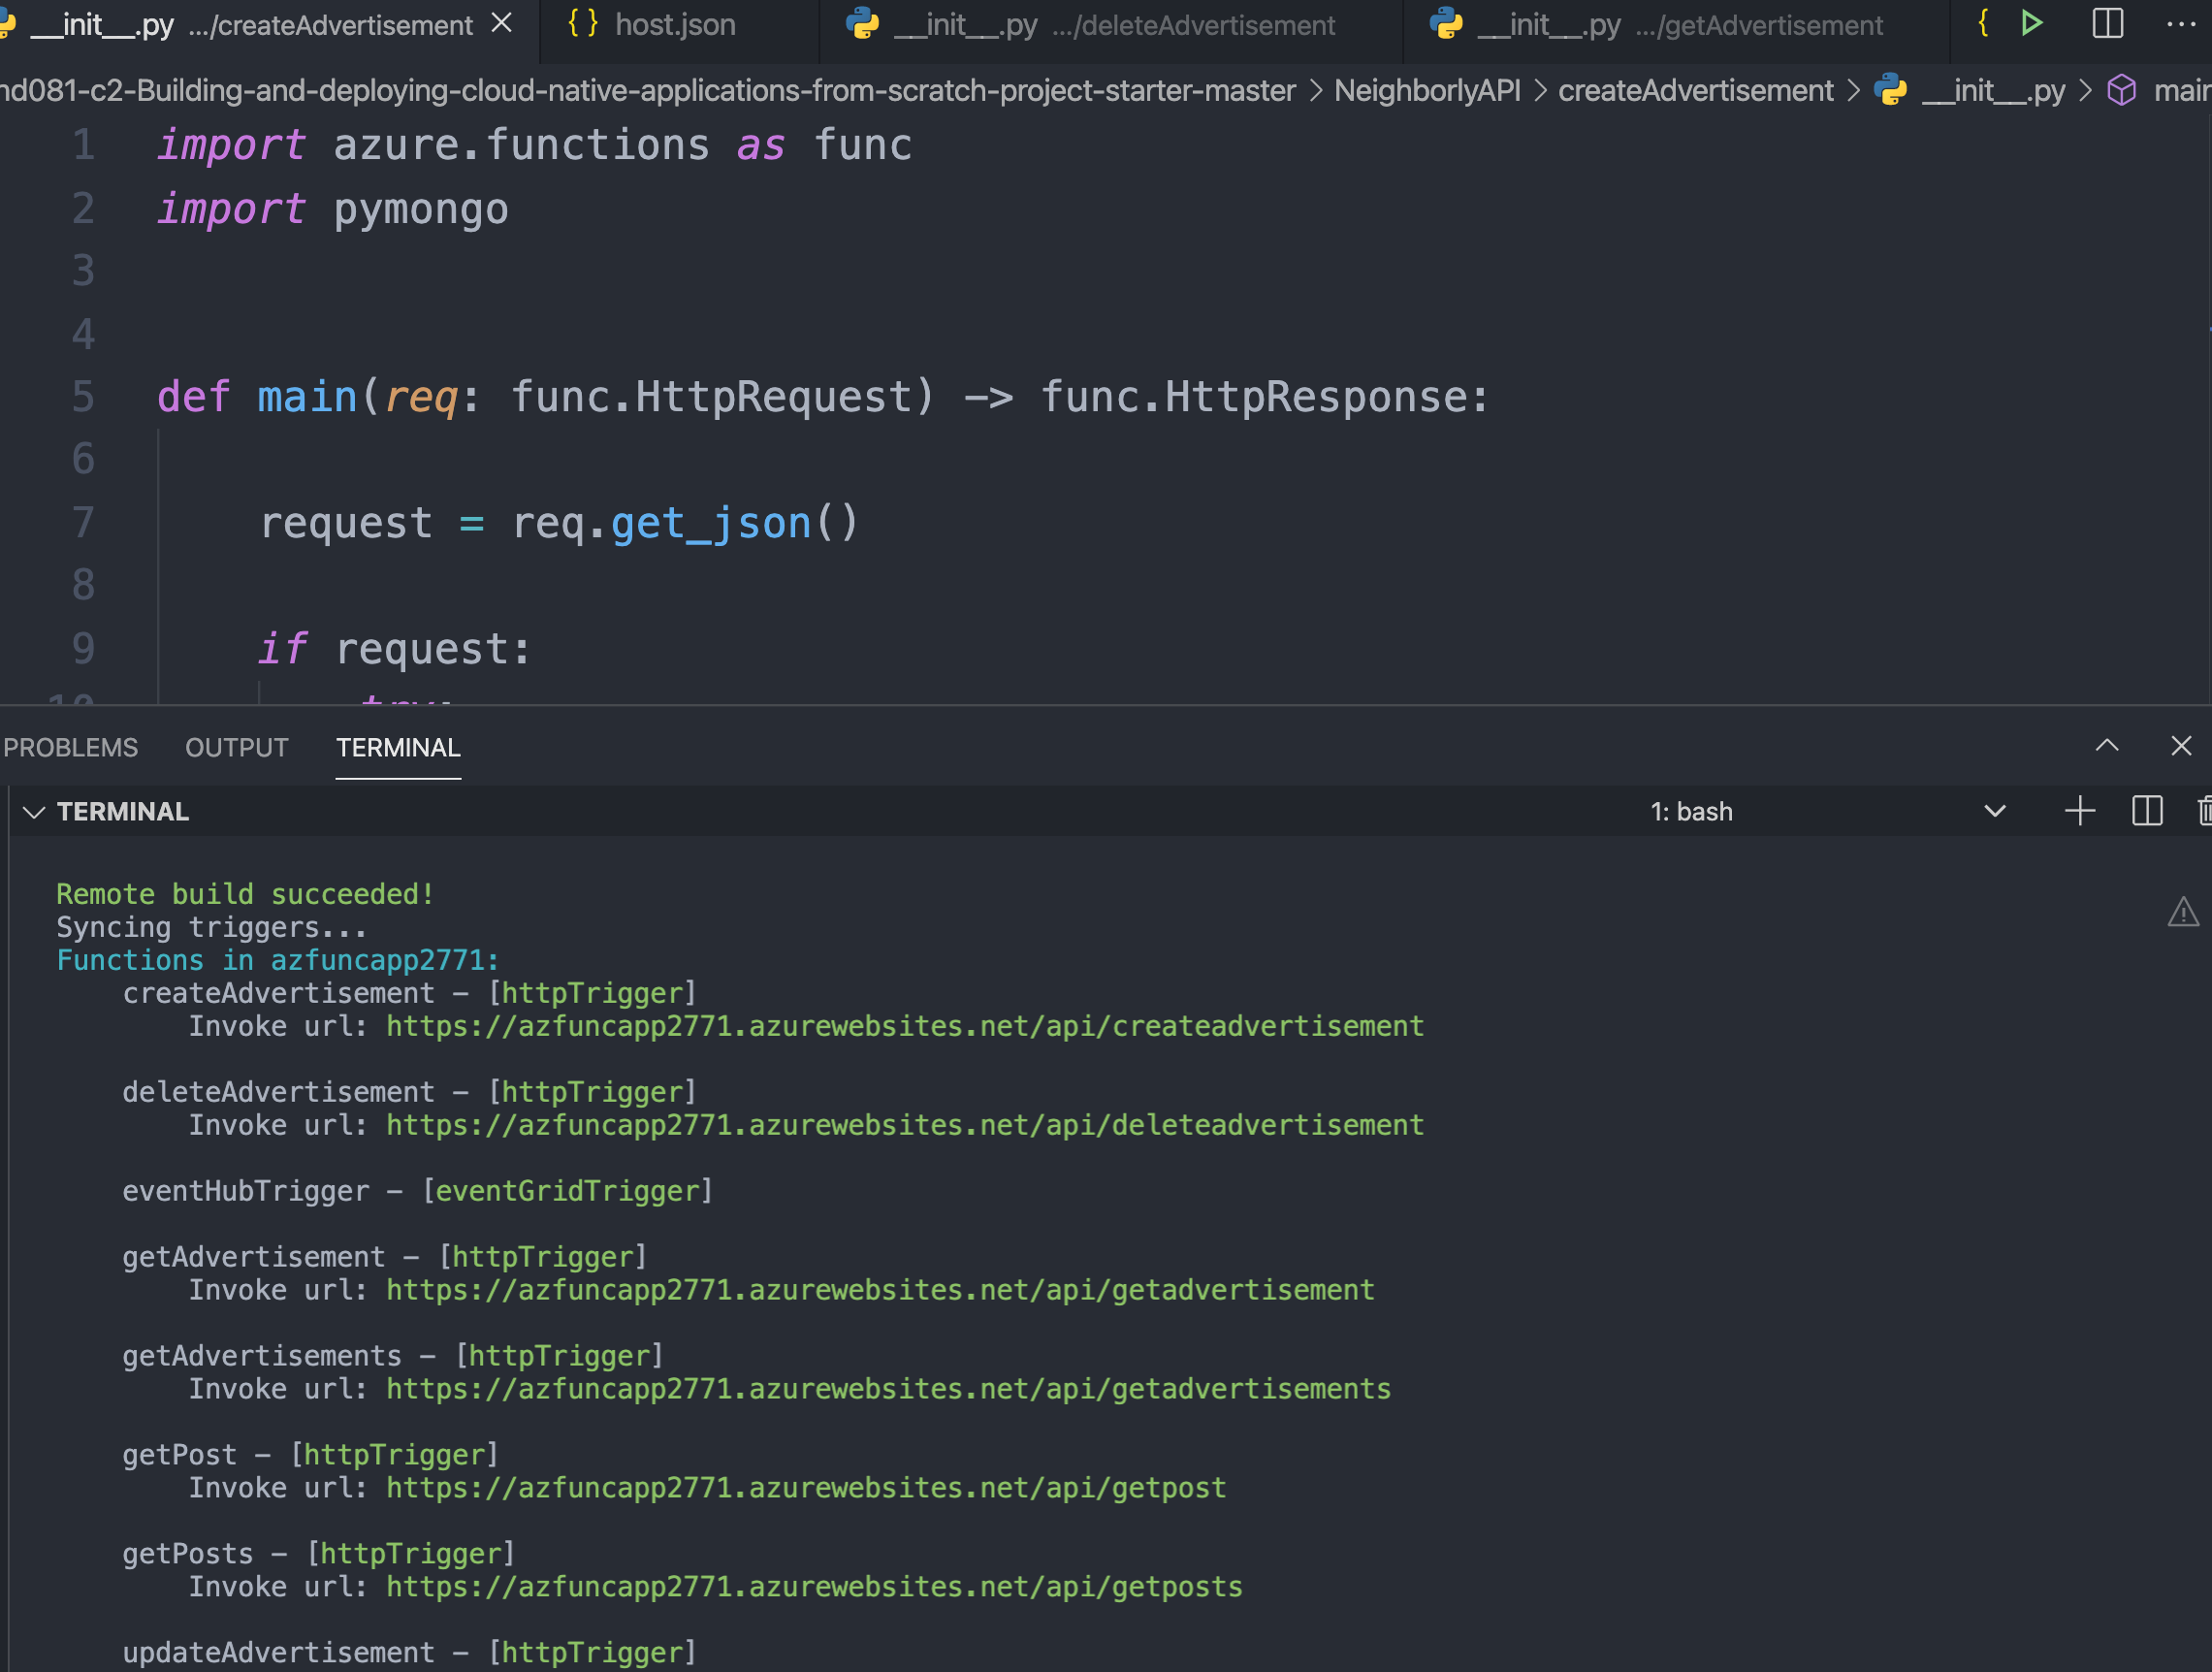 __init__.py .../createAdvertisement
{} host.json
__init__.py .../deleteAdvertisement
__init__.py .../getAdvertisement
{
nd081-c2-Building-and-deploying-cloud-native-applications-from-scratch-project-starter-master > NeighborlyAPI > createAdvertisement > __init__.py > main
1 import azure.functions as func
2 import pymongo
3
4
5 def main(req: func.HttpRequest) -> func.HttpResponse:
6
7 request = req.get_json()
8
9 if request:
10 try:
PROBLEMS OUTPUT TERMINAL
TERMINAL 1: bash
Remote build succeeded!
Syncing triggers...
Functions in azfuncapp2771:
createAdvertisement - [httpTrigger]
Invoke url: https://azfuncapp2771.azurewebsites.net/api/createadvertisement
deleteAdvertisement - [httpTrigger]
Invoke url: https://azfuncapp2771.azurewebsites.net/api/deleteadvertisement
eventHubTrigger - [eventGridTrigger]
getAdvertisement - [httpTrigger]
Invoke url: https://azfuncapp2771.azurewebsites.net/api/getadvertisement
getAdvertisements - [httpTrigger]
Invoke url: https://azfuncapp2771.azurewebsites.net/api/getadvertisements
getPost - [httpTrigger]
Invoke url: https://azfuncapp2771.azurewebsites.net/api/getpost
getPosts - [httpTrigger]
Invoke url: https://azfuncapp2771.azurewebsites.net/api/getposts
updateAdvertisement - [httpTrigger]